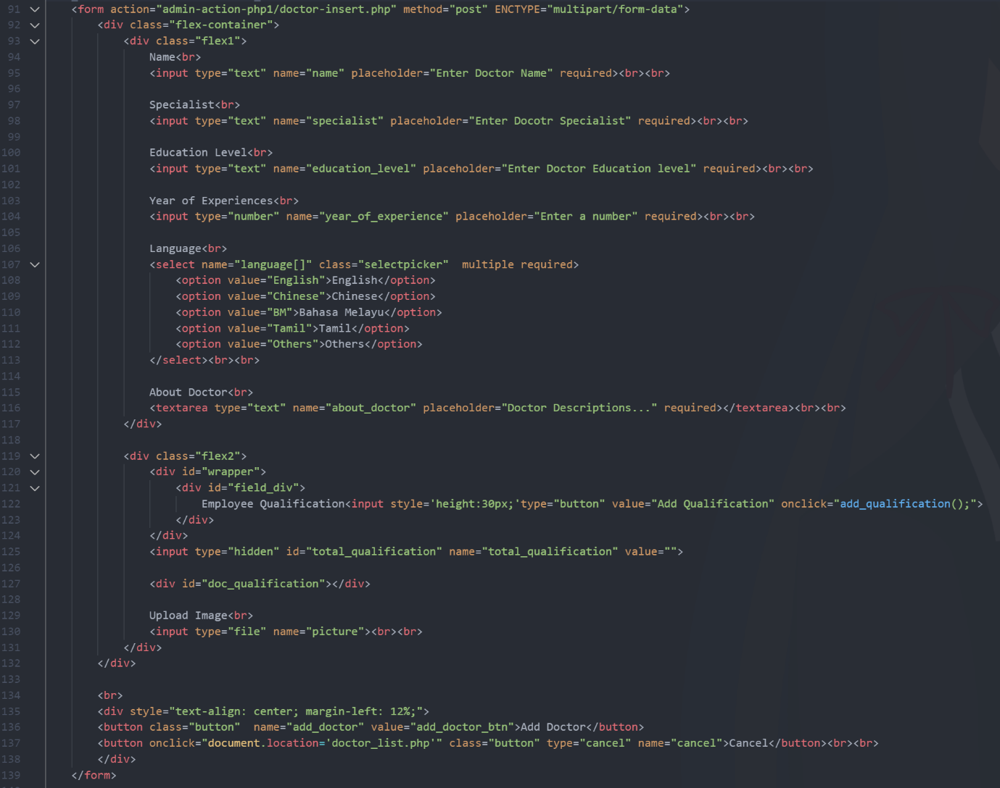 91 <form action="admin-action-php1/doctor-insert.php" method="post" ENCTYPE="multipart/form-data">
92 <div class="flex-container">
93 <div class="flex1">
94 Name<br>
95 <input type="text" name="name" placeholder="Enter Doctor Name" required><br><br>
96
97 Specialist<br>
98 <input type="text" name="specialist" placeholder="Enter Docotr Specialist" required><br><br>
99
100 Education Level<br>
101 <input type="text" name="education_level" placeholder="Enter Doctor Education level" required><br><br>
102
103 Year of Experiences<br>
104 <input type="number" name="year_of_experience" placeholder="Enter a number" required><br><br>
105
106 Language<br>
107 <select name="language[]" class="selectpicker"  multiple required>
108 <option value="English">English</option>
109 <option value="Chinese">Chinese</option>
110 <option value="BM">Bahasa Melayu</option>
111 <option value="Tamil">Tamil</option>
112 <option value="Others">Others</option>
113 </select><br><br>
114
115 About Doctor<br>
116 <textarea type="text" name="about_doctor" placeholder="Doctor Descriptions..." required></textarea><br><br>
117 </div>
118
119 <div class="flex2">
120 <div id="wrapper">
121 <div id="field_div">
122 Employee Qualification<input style='height:30px;'type="button" value="Add Qualification" onclick="add_qualification();">
123 </div>
124 </div>
125 <input type="hidden" id="total_qualification" name="total_qualification" value="">
126
127 <div id="doc_qualification"></div>
128
129 Upload Image<br>
130 <input type="file" name="picture"><br><br>
131 </div>
132 </div>
133
134 <br>
135 <div style="text-align: center; margin-left: 12%;">
136 <button class="button"  name="add_doctor" value="add_doctor_btn">Add Doctor</button>
137 <button onclick="document.location='doctor_list.php'" class="button" type="cancel" name="cancel">Cancel</button><br><br>
138 </div>
139 </form>